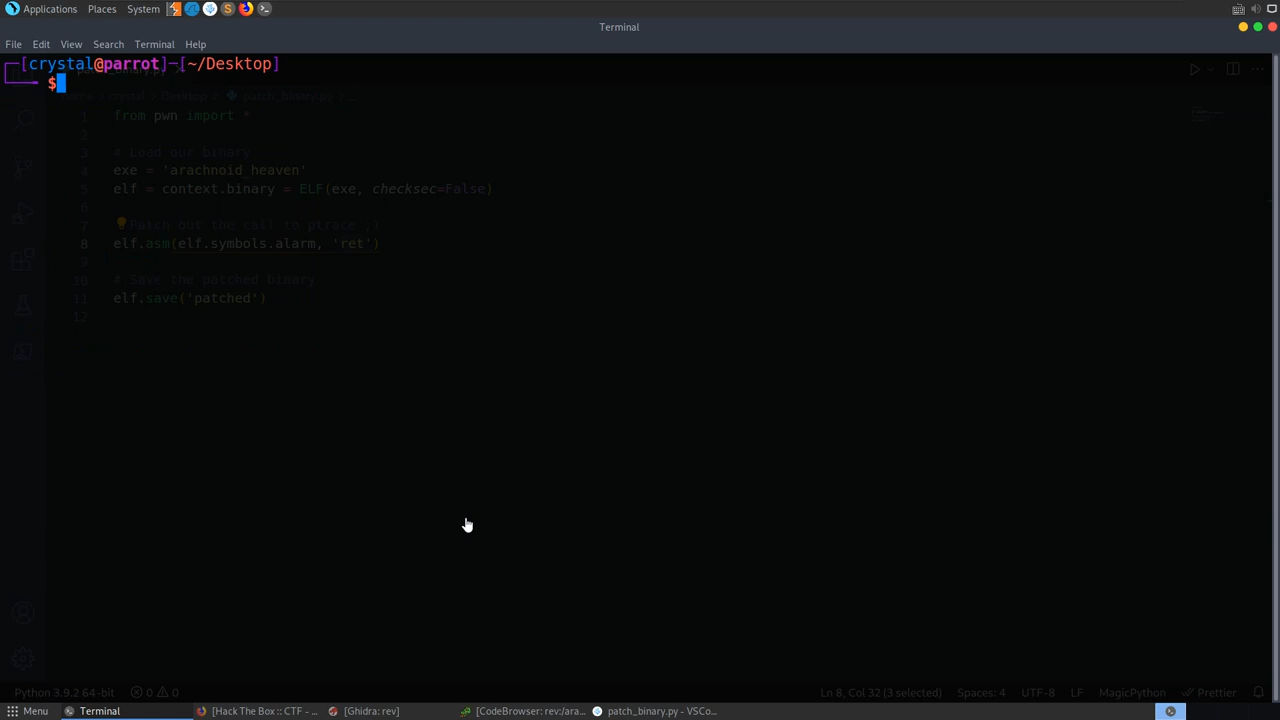 Applications Places System
Terminal
File Edit View Search Terminal Help
┌─[crystal@parrot]─[~/Desktop]
└──╼ $
patch_binary.py
home > crystal > Desktop > patch_binary.py > ...
1 from pwn import *
2
3 # Load our binary
4 exe = 'arachnoid_heaven'
5 elf = context.binary = ELF(exe, checksec=False)
6
7 # Patch out the call to ptrace ;)
8 elf.asm(elf.symbols.alarm, 'ret')
9
10 # Save the patched binary
11 elf.save('patched')
12
Python 3.9.2 64-bit 0 0 Ln 8, Col 32 (3 selected) Spaces: 4 UTF-8 LF MagicPython Prettier
Menu Terminal [Hack The Box :: CTF - ... [Ghidra: rev] [CodeBrowser: rev:/ara... patch_binary.py - VSCo...